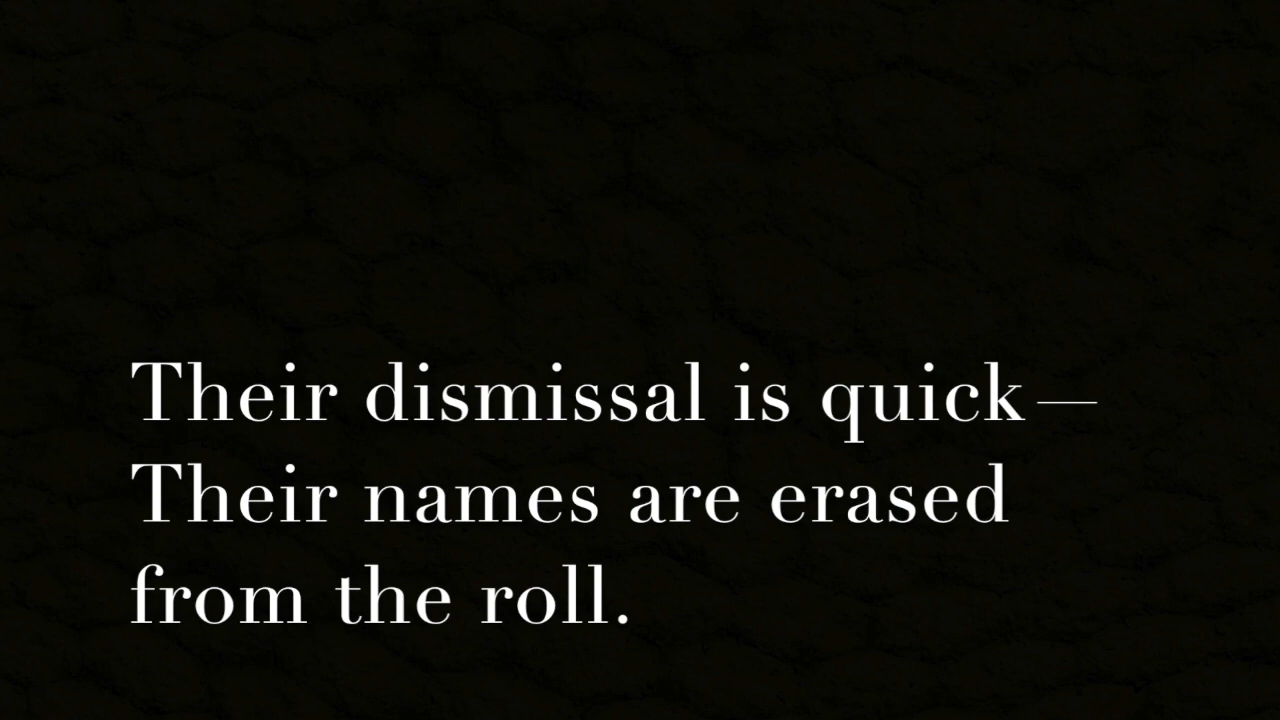 Their dismissal is quick—
Their names are erased
from the roll.